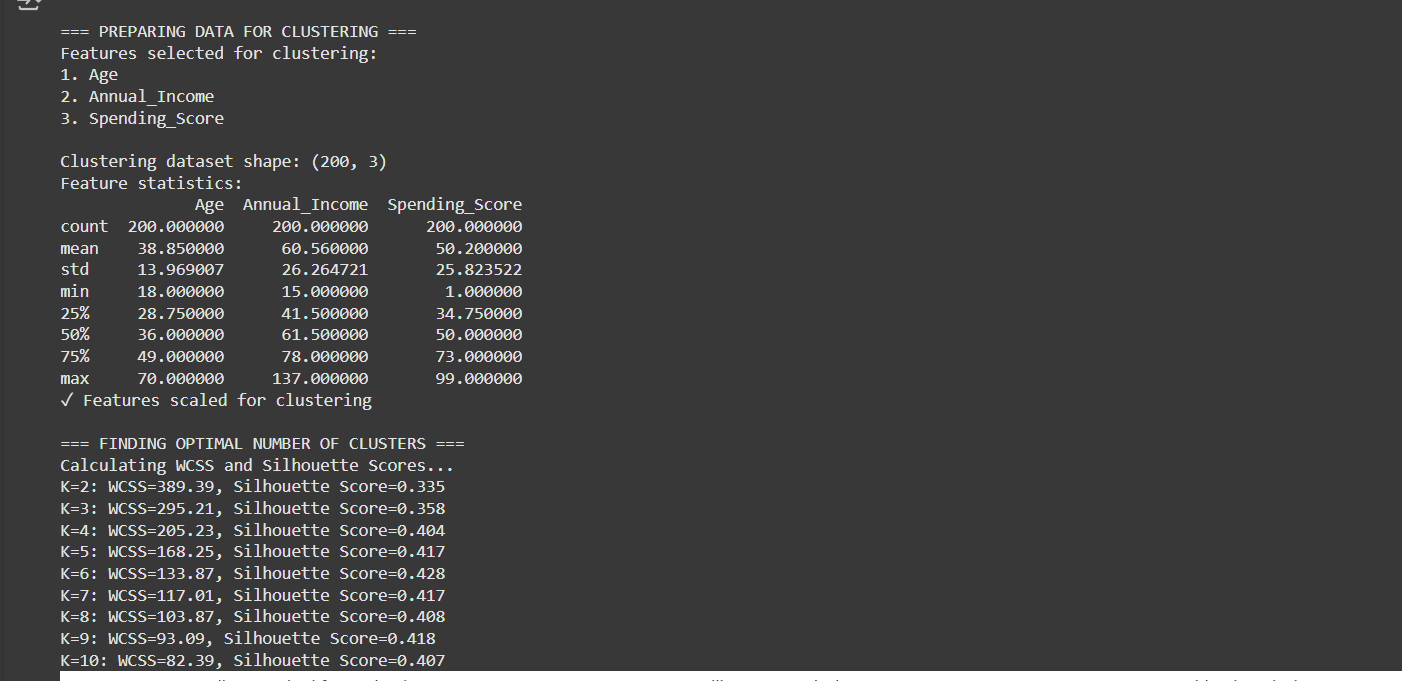 === PREPARING DATA FOR CLUSTERING ===
Features selected for clustering:
1. Age
2. Annual_Income
3. Spending_Score
Clustering dataset shape: (200, 3)
Feature statistics:
Age Annual_Income Spending_Score
count 200.000000 200.000000 200.000000
mean 38.850000 60.560000 50.200000
std 13.969007 26.264721 25.823522
min 18.000000 15.000000 1.000000
25% 28.750000 41.500000 34.750000
50% 36.000000 61.500000 50.000000
75% 49.000000 78.000000 73.000000
max 70.000000 137.000000 99.000000
✓ Features scaled for clustering
=== FINDING OPTIMAL NUMBER OF CLUSTERS ===
Calculating WCSS and Silhouette Scores...
K=2: WCSS=389.39, Silhouette Score=0.335
K=3: WCSS=295.21, Silhouette Score=0.358
K=4: WCSS=205.23, Silhouette Score=0.404
K=5: WCSS=168.25, Silhouette Score=0.417
K=6: WCSS=133.87, Silhouette Score=0.428
K=7: WCSS=117.01, Silhouette Score=0.417
K=8: WCSS=103.87, Silhouette Score=0.408
K=9: WCSS=93.09, Silhouette Score=0.418
K=10: WCSS=82.39, Silhouette Score=0.407